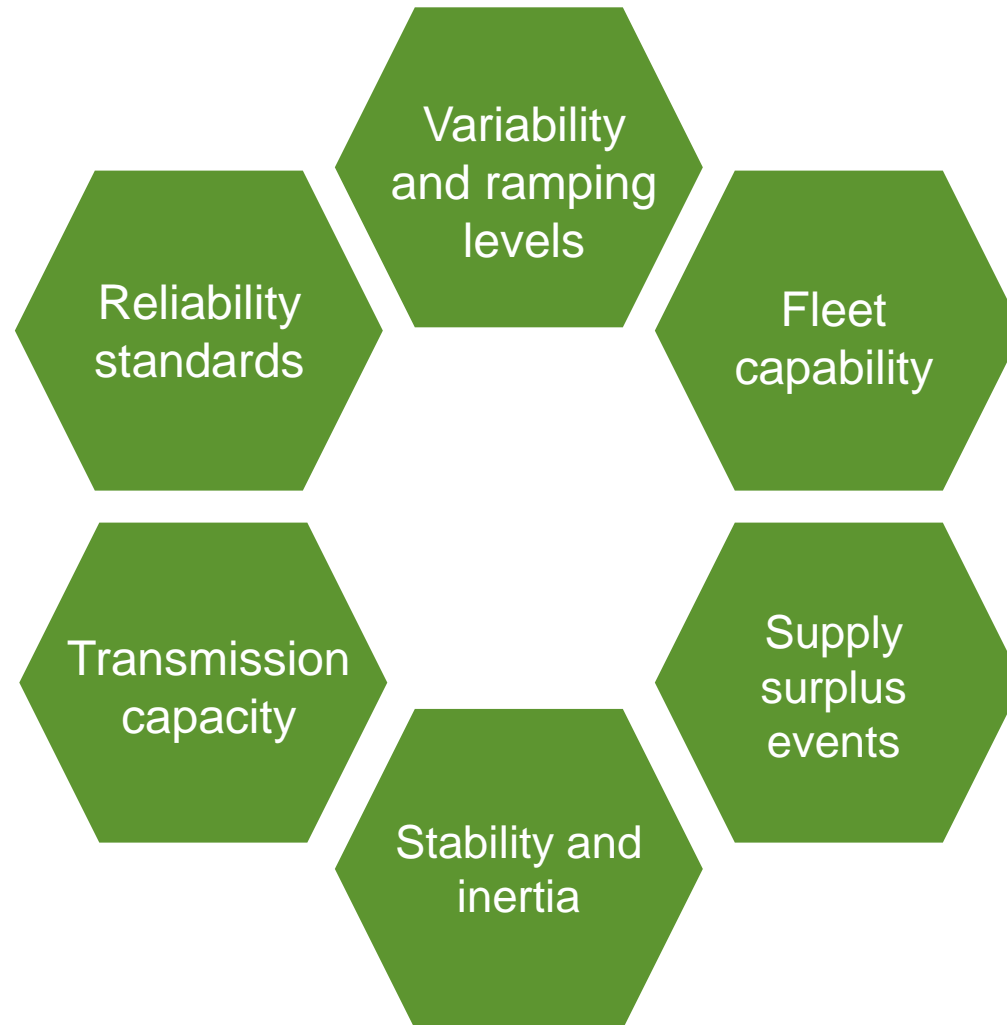 Variability
and ramping
levels
Reliability
standards
Fleet
capability
Transmission
capacity
Supply
surplus
events
Stability and
inertia